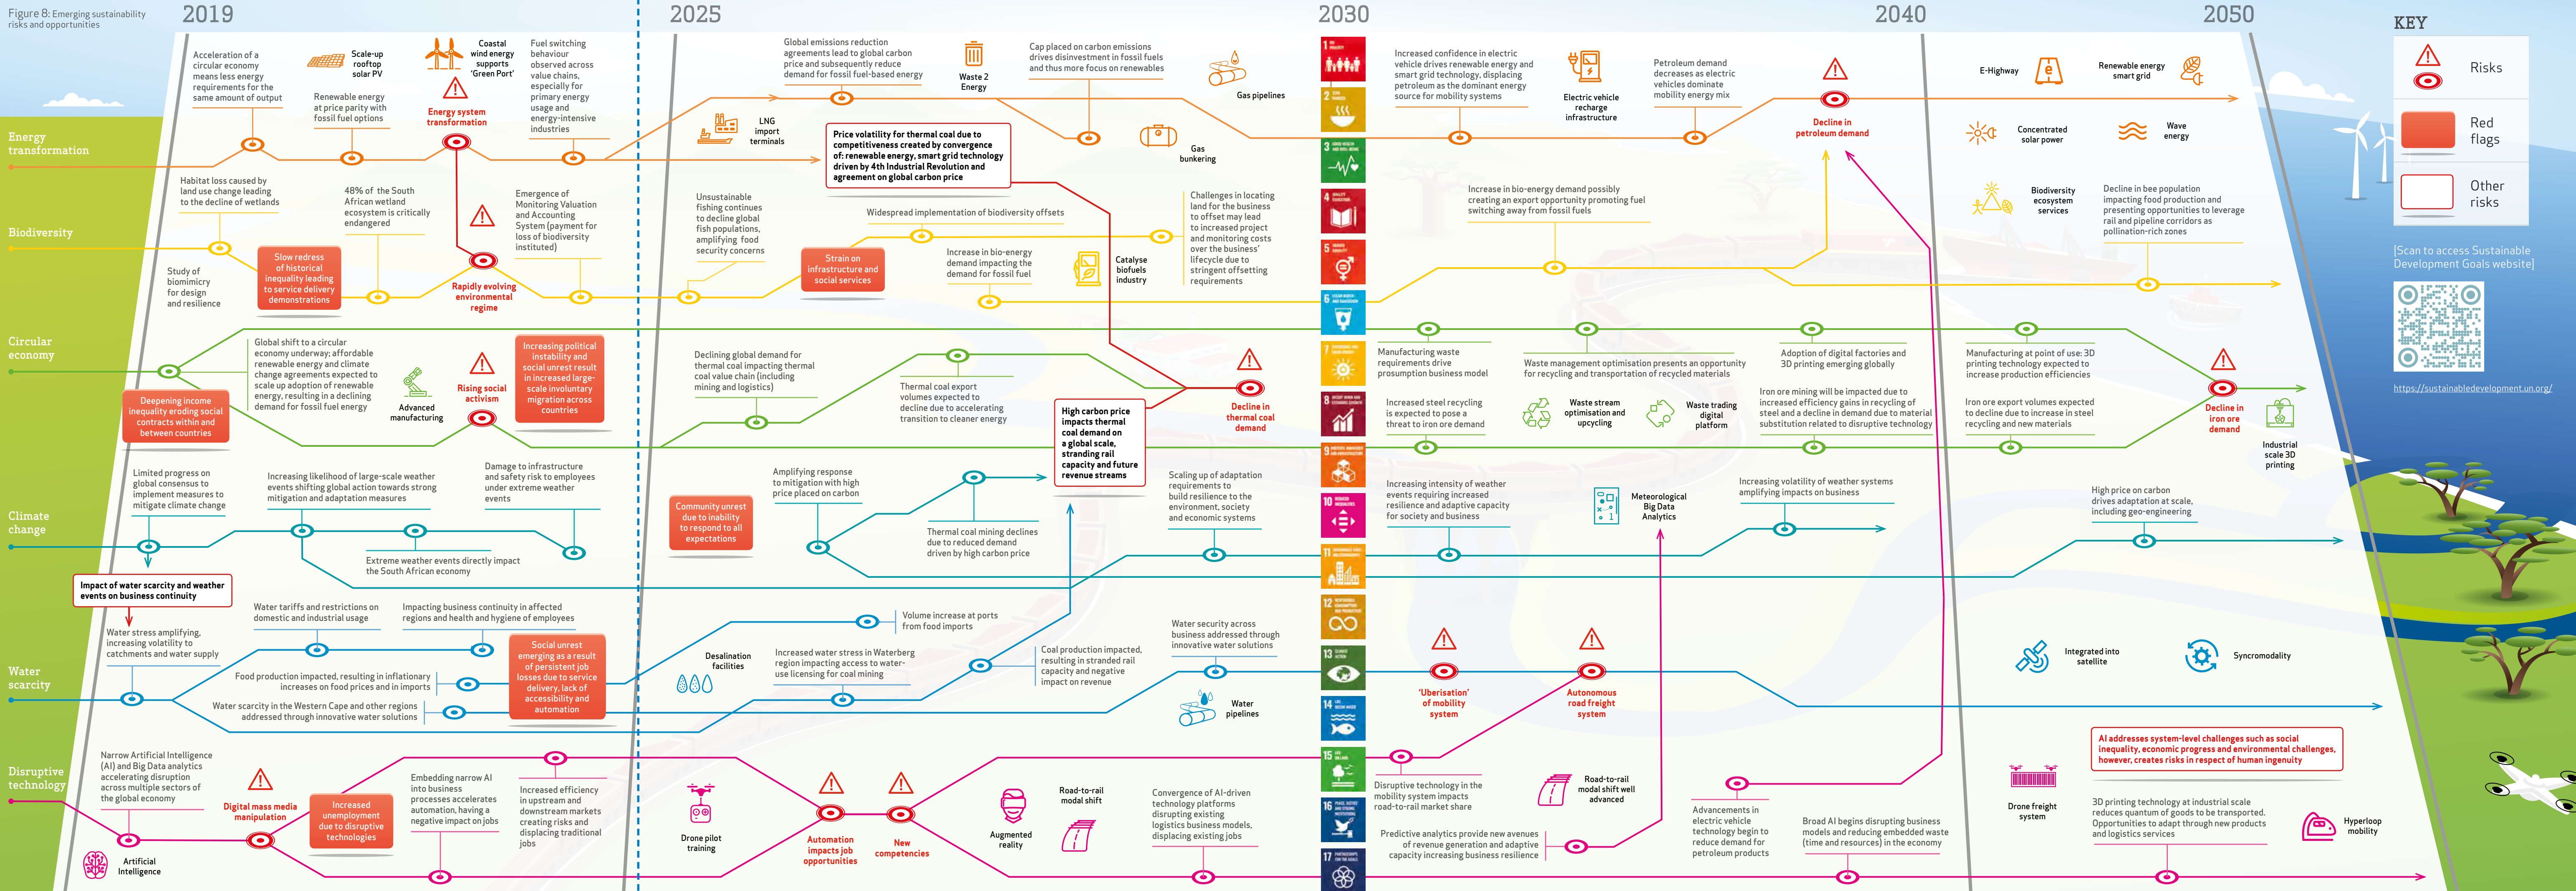 Figure 8: Emerging sustainability
risks and opportunities
2019
2025
2030
2040
2050
KEY
Risks
Red
flags
Other
risks
[Scan to access Sustainable
Development Goals website]
https://sustainabledevelopment.un.org/
Energy
transformation
Acceleration of a
circular economy
means less energy
requirements for the
same amount of output
Scale-up
rooftop
solar PV
Renewable energy
at price parity with
fossil fuel options
Coastal
wind energy
supports
'Green Port'
Energy system
transformation
Fuel switching
behaviour
observed across
value chains,
especially for
primary energy
usage and
energy-intensive
industries
LNG
import
terminals
Global emissions reduction
agreements lead to global carbon
price and subsequently reduce
demand for fossil fuel-based energy
Waste 2
Energy
Price volatility for thermal coal due to
competitiveness created by convergence
of: renewable energy, smart grid technology
driven by 4th Industrial Revolution and
agreement on global carbon price
Cap placed on carbon emissions
drives disinvestment in fossil fuels
and thus more focus on renewables
Gas pipelines
Gas
bunkering
Increased confidence in electric
vehicle drives renewable energy and
smart grid technology, displacing
petroleum as the dominant energy
source for mobility systems
Electric vehicle
recharge
infrastructure
Petroleum demand
decreases as electric
vehicles dominate
mobility energy mix
Decline in
petroleum demand
E-Highway
Renewable energy
smart grid
Concentrated
solar power
Wave
energy
Biodiversity
Habitat loss caused by
land use change leading
to the decline of wetlands
Study of
biomimicry
for design
and resilience
Slow redress
of historical
inequality leading
to service delivery
demonstrations
48% of the South
African wetland
ecosystem is critically
endangered
Rapidly evolving
environmental
regime
Emergence of
Monitoring Valuation
and Accounting
System (payment for
loss of biodiversity
instituted)
Unsustainable
fishing continues
to decline global
fish populations,
amplifying food
security concerns
Strain on
infrastructure and
social services
Widespread implementation of biodiversity offsets
Increase in bio-energy
demand impacting the
demand for fossil fuel
Catalyse
biofuels
industry
Challenges in locating
land for the business
to offset may lead
to increased project
and monitoring costs
over the business'
lifecycle due to
stringent offsetting
requirements
Increase in bio-energy demand possibly
creating an export opportunity promoting fuel
switching away from fossil fuels
Biodiversity
ecosystem
services
Decline in bee population
impacting food production and
presenting opportunities to leverage
rail and pipeline corridors as
pollination-rich zones
Circular
economy
Deepening income
inequality eroding social
contracts within and
between countries
Global shift to a circular
economy underway; affordable
renewable energy and climate
change agreements expected to
scale up adoption of renewable
energy, resulting in a declining
demand for fossil fuel energy
Advanced
manufacturing
Rising social
activism
Increasing political
instability and
social unrest result
in increased large-
scale involuntary
migration across
countries
Declining global demand for
thermal coal impacting thermal
coal value chain (including
mining and logistics)
Thermal coal export
volumes expected to
decline due to accelerating
transition to cleaner energy
High carbon price
impacts thermal
coal demand on
a global scale,
stranding rail
capacity and future
revenue streams
Decline in
thermal coal
demand
Manufacturing waste
requirements drive
prosumption business model
Increased steel recycling
is expected to pose a
threat to iron ore demand
Waste management optimisation presents an opportunity
for recycling and transportation of recycled materials
Waste stream
optimisation and
upcycling
Waste trading
digital
platform
Adoption of digital factories and
3D printing emerging globally
Iron ore mining will be impacted due to
increased efficiency gains in recycling of
steel and a decline in demand due to material
substitution related to disruptive technology
Manufacturing at point of use: 3D
printing technology expected to
increase production efficiencies
Iron ore export volumes expected
to decline due to increase in steel
recycling and new materials
Decline in
iron ore
demand
Industrial
scale 3D
printing
Climate
change
Limited progress on
global consensus to
implement measures to
mitigate climate change
Increasing likelihood of large-scale weather
events shifting global action towards strong
mitigation and adaptation measures
Extreme weather events directly impact
the South African economy
Damage to infrastructure
and safety risk to employees
under extreme weather
events
Community unrest
due to inability
to respond to all
expectations
Amplifying response
to mitigation with high
price placed on carbon
Thermal coal mining declines
due to reduced demand
driven by high carbon price
Scaling up of adaptation
requirements to
build resilience to the
environment, society
and economic systems
Increasing intensity of weather
events requiring increased
resilience and adaptive capacity
for society and business
Meteorological
Big Data
Analytics
Increasing volatility of weather systems
amplifying impacts on business
High price on carbon
drives adaptation at scale,
including geo-engineering
Impact of water scarcity and weather
events on business continuity
Water
scarcity
Water stress amplifying,
increasing volatility to
catchments and water supply
Water tariffs and restrictions on
domestic and industrial usage
Impacting business continuity in affected
regions and health and hygiene of employees
Food production impacted, resulting in inflationary
increases on food prices and in imports
Water scarcity in the Western Cape and other regions
addressed through innovative water solutions
Social unrest
emerging as a result
of persistent job
losses due to service
delivery, lack of
accessibility and
automation
Desalination
facilities
Volume increase at ports
from food imports
Increased water stress in Waterberg
region impacting access to water-
use licensing for coal mining
Coal production impacted,
resulting in stranded rail
capacity and negative
impact on revenue
Water security across
business addressed through
innovative water solutions
Water
pipelines
'Uberisation'
of mobility
system
Autonomous
road freight
system
Integrated into
satellite
Syncromodality
Disruptive
technology
Narrow Artificial Intelligence
(AI) and Big Data analytics
accelerating disruption
across multiple sectors of
the global economy
Artificial
Intelligence
Digital mass media
manipulation
Increased
unemployment
due to disruptive
technologies
Embedding narrow AI
into business
processes accelerates
automation, having a
negative impact on jobs
Increased efficiency
in upstream and
downstream markets
creating risks and
displacing traditional
jobs
Drone pilot
training
Automation
impacts job
opportunities
New
competencies
Augmented
reality
Road-to-rail
modal shift
Convergence of AI-driven
technology platforms
disrupting existing
logistics business models,
displacing existing jobs
Disruptive technology in the
mobility system impacts
road-to-rail market share
Predictive analytics provide new avenues
of revenue generation and adaptive
capacity increasing business resilience
Road-to-rail
modal shift well
advanced
Advancements in
electric vehicle
technology begin to
reduce demand for
petroleum products
Broad AI begins disrupting business
models and reducing embedded waste
(time and resources) in the economy
Drone freight
system
AI addresses system-level challenges such as social
inequality, economic progress and environmental challenges,
however, creates risks in respect of human ingenuity
3D printing technology at industrial scale
reduces quantum of goods to be transported.
Opportunities to adapt through new products
and logistics services
Hyperloop
mobility
1
2
3
4
5
6
7
8
9
10
11
12
13
14
15
16
17